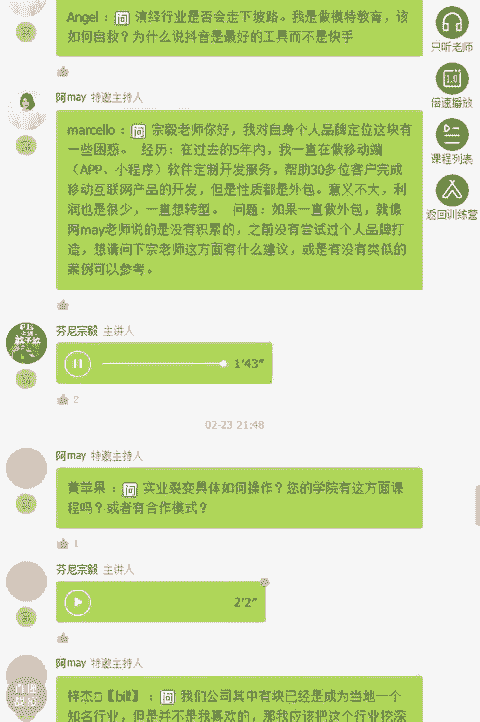 Angel : 问 演绎行业是否会走下坡路。我是做模特教育，该
如何自救？为什么说抖音是最好的工具而不是快手
只听老师
1.0
倍速播放
课程列表
返回训练营
阿may 特邀主持人
marcello : 问 宗毅老师你好，我对自身个人品牌定位这块有
一些困惑。 经历：在过去的5年内，我一直在做移动端
（APP、小程序）软件定制开发服务，帮助30多位客户完成
移动互联网产品的开发，但是性质都是外包。意义不大，利
润也是很少，一直想转型。 问题：如果一直做外包，就像
阿may老师说的是没有积累的，之前没有尝试过个人品牌打
造，想请问下宗老师这方面有什么建议，或是有没有类似的
案例可以参考。
芬尼宗毅 主讲人
1'43"
2
02-23 21:48
阿may 特邀主持人
黄苹果 : 问 实业裂变具体如何操作？您的学院有这方面课
程吗？或者有合作模式？
1
芬尼宗毅 主讲人
2'2"
阿may 特邀主持人
梓杰コ【bill】 : 问 我们公司其中有块已经是成为当地一个
知名行业，但是并不是我喜欢的，那我应该把这个行业挖深